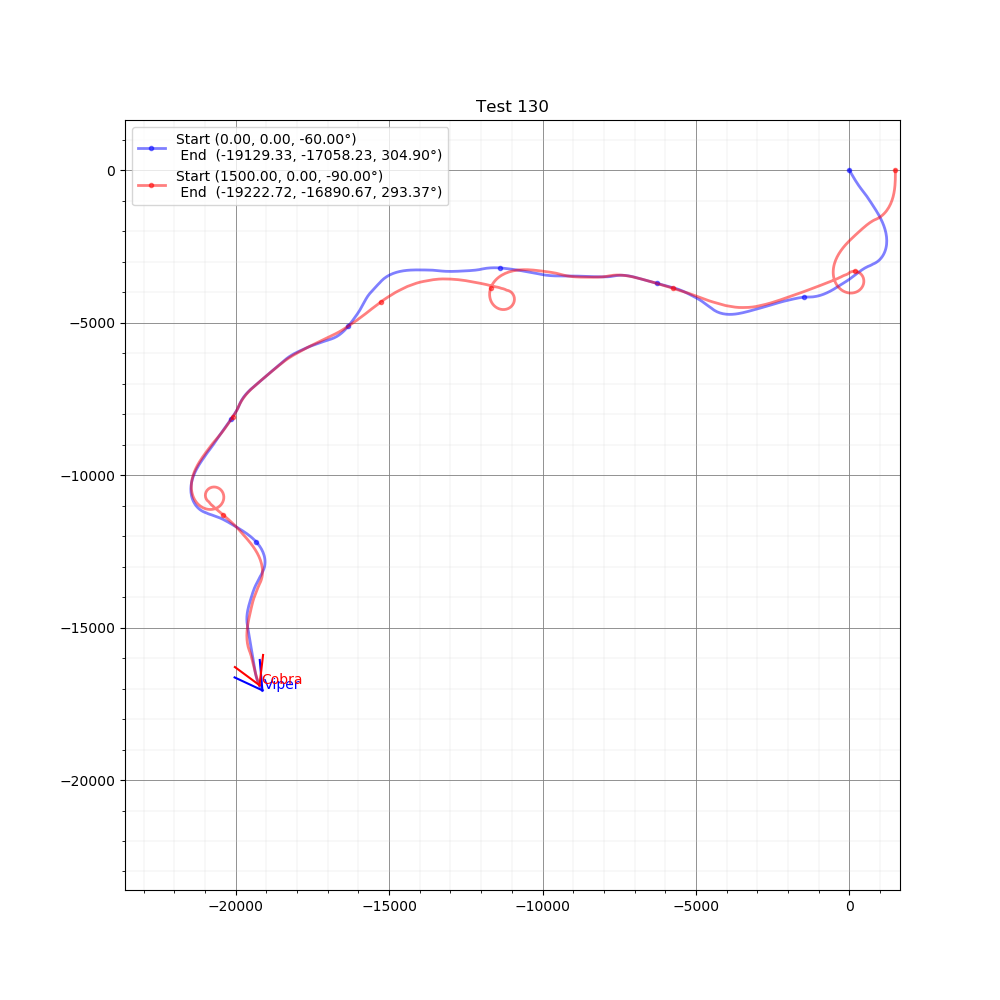 Test 130
Start (0.00, 0.00, -60.00°)
End  (-19129.33, -17058.23, 304.90°)
Start (1500.00, 0.00, -90.00°)
End  (-19222.72, -16890.67, 293.37°)
0
−5000
−10000
−15000
−20000
Cobra
Viper
−20000 −15000 −10000 −5000 0